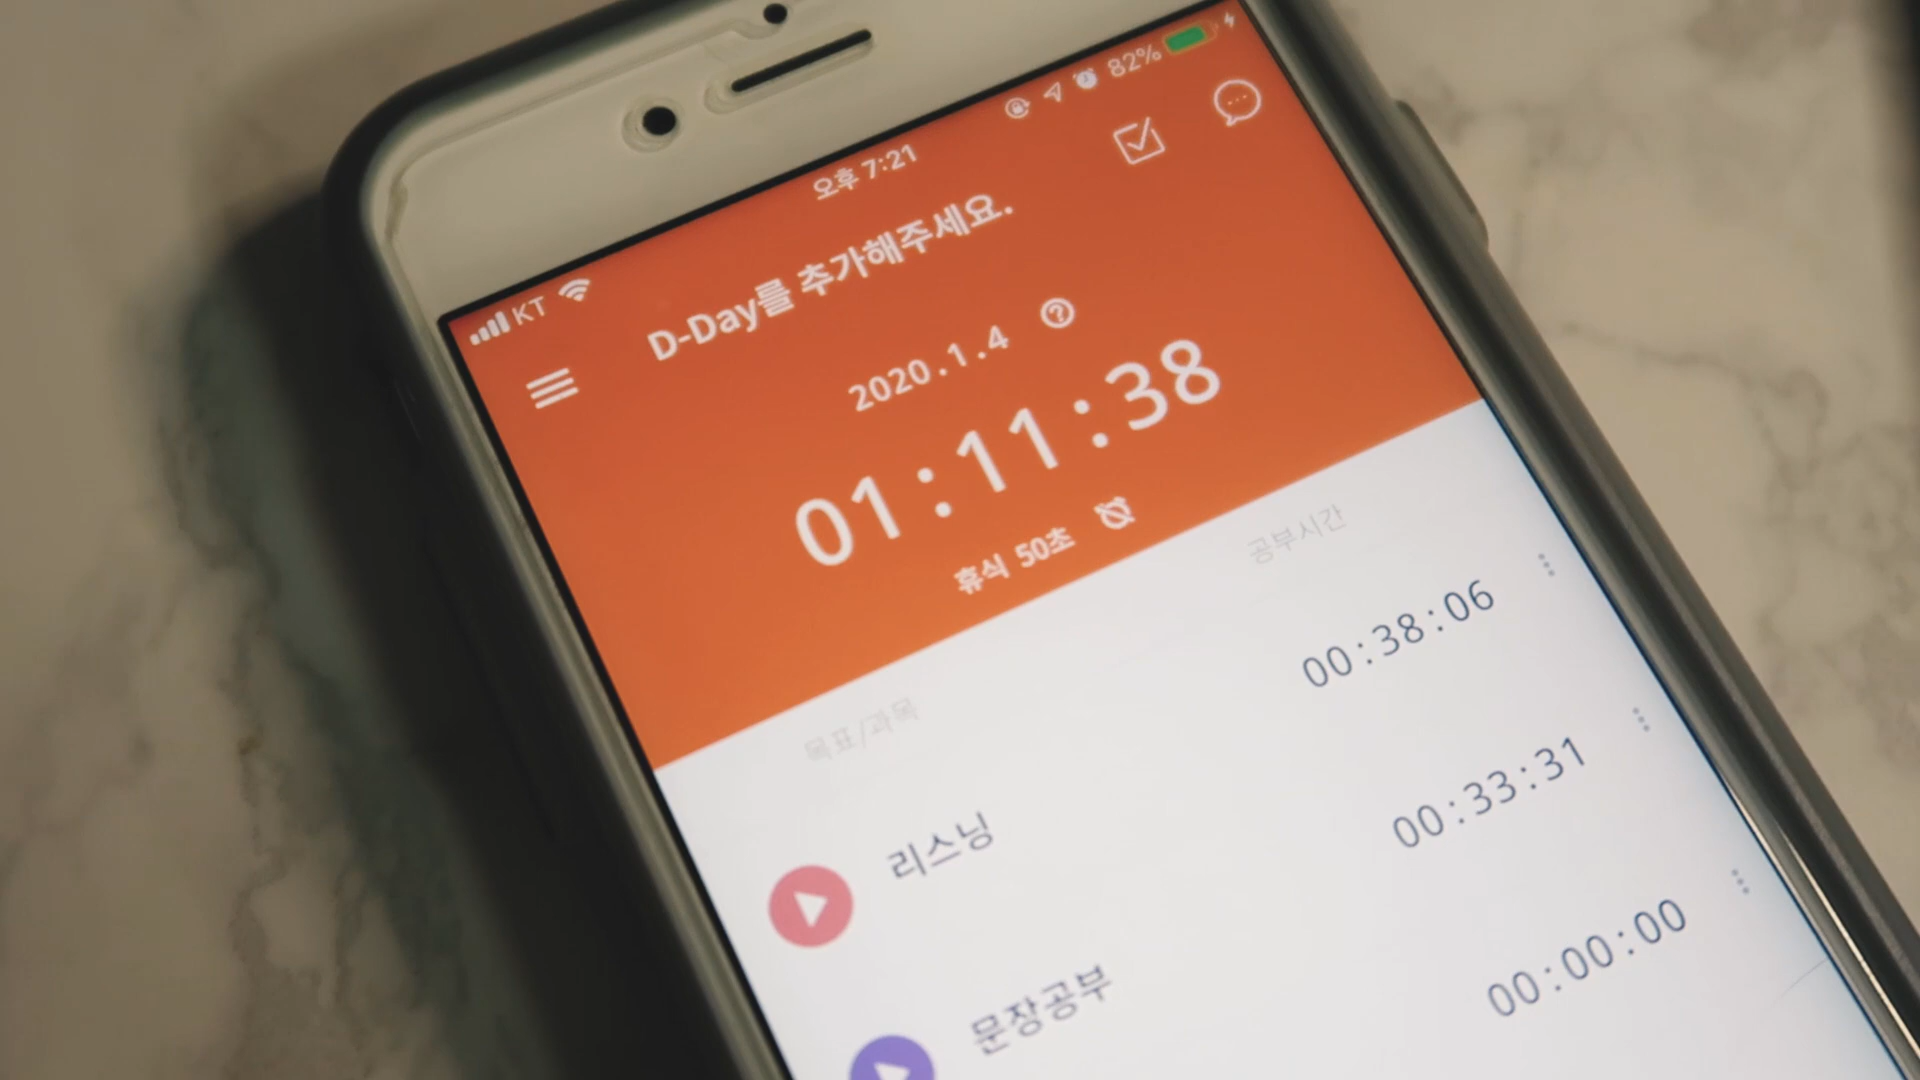 KT 오후 7:21 82%
D-Day를 추가해주세요.
2020.1.4
01:11:38
휴식 50초
목표/과목 공부시간
리스닝 00:38:06
문장공부 00:33:31
00:00:00